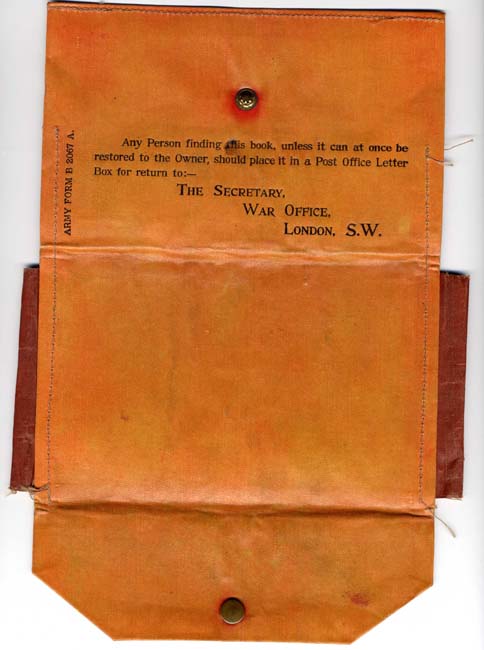 Any Person finding this book, unless it can at once be
restored to the Owner, should place it in a Post Office Letter
Box for return to:—
THE SECRETARY,
WAR OFFICE,
LONDON, S.W.
ARMY FORM B 2067 A.